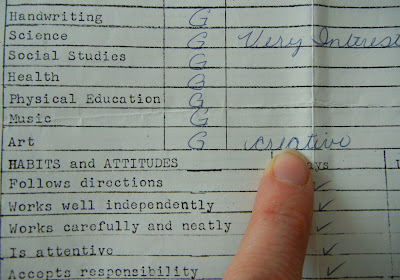 Handwriting G
Science G Very Interest
Social Studies G
Health G
Physical Education G
Music G
Art G creative
HABITS and ATTITUDES
Follows directions ✓
Works well independently ✓
Works carefully and neatly ✓
Is attentive ✓
Accepts responsibility ✓